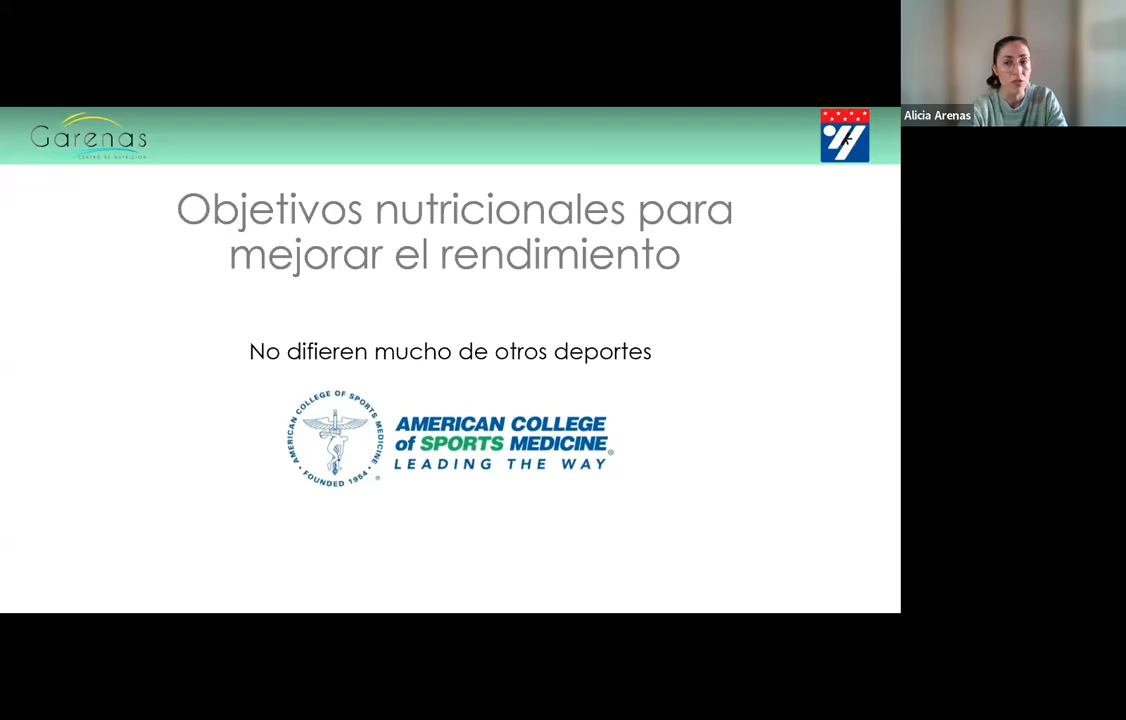 Alicia Arenas
Garenas
CENTRO DE NUTRICIÓN
Objetivos nutricionales para
mejorar el rendimiento
No difieren mucho de otros deportes
AMERICAN COLLEGE OF SPORTS MEDICINE
FOUNDED 1954
AMERICAN COLLEGE
of SPORTS MEDICINE®
LEADING THE WAY